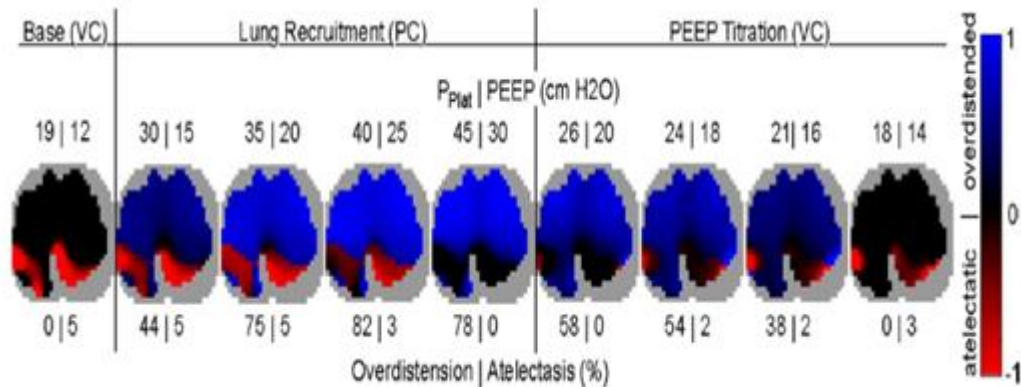 Base (VC) Lung Recruitment (PC) PEEP Titration (VC)
PPlat | PEEP (cm H2O)
19 | 12 30 | 15 35 | 20 40 | 25 45 | 30 26 | 20 24 | 18 21 | 16 18 | 14
0 | 5 44 | 5 75 | 5 82 | 3 78 | 0 58 | 0 54 | 2 38 | 2 0 | 3
Overdistension | Atelectasis (%)
atelectatic | overdistended
1
0
-1